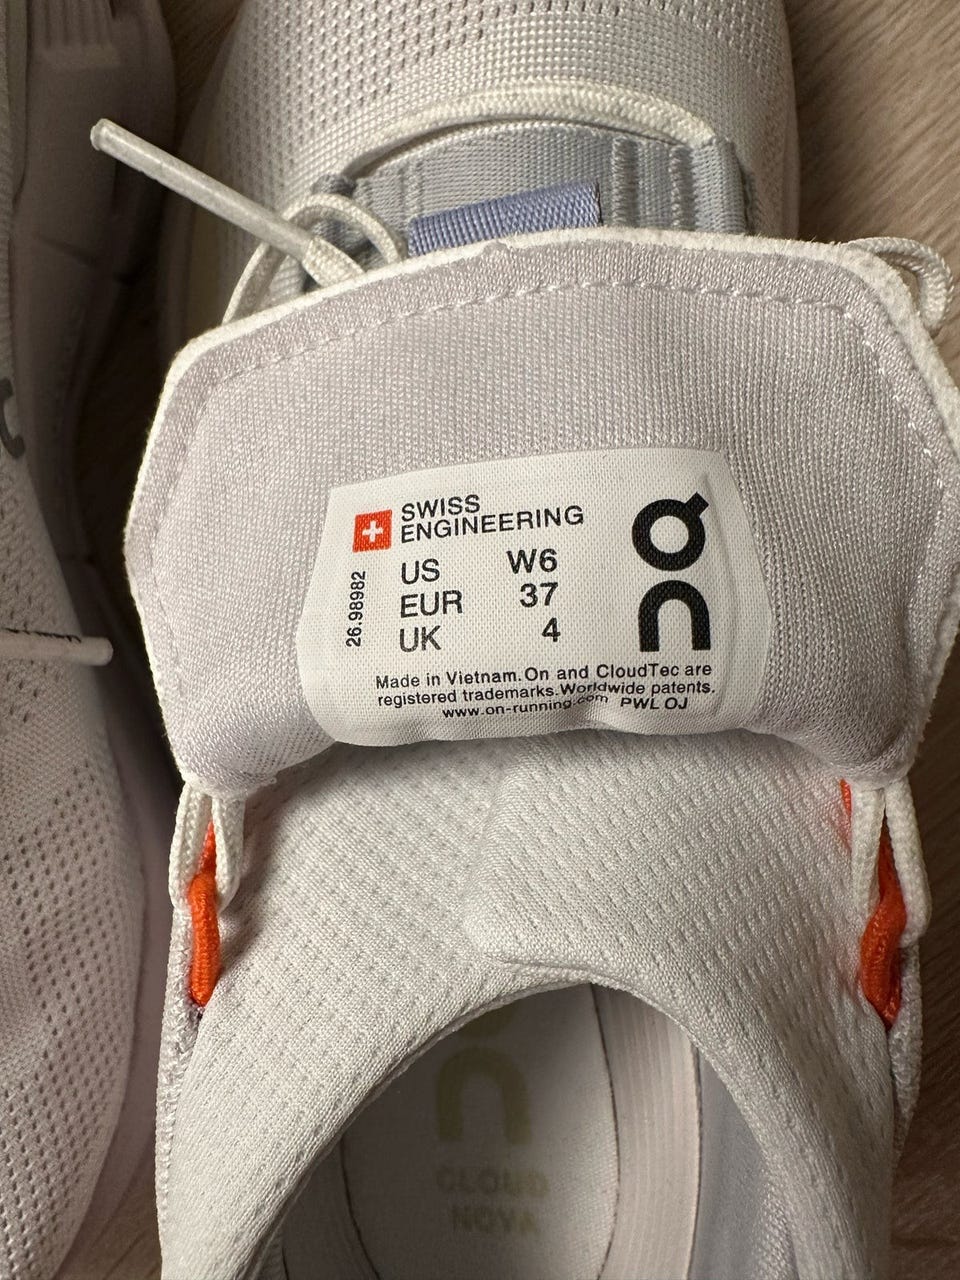 SWISS
ENGINEERING
US W6
EUR 37
UK 4
26.98982
On
Made in Vietnam. On and CloudTec are
registered trademarks. Worldwide patents.
www.on-running.com PWL OJ
CLOUD
NOVA